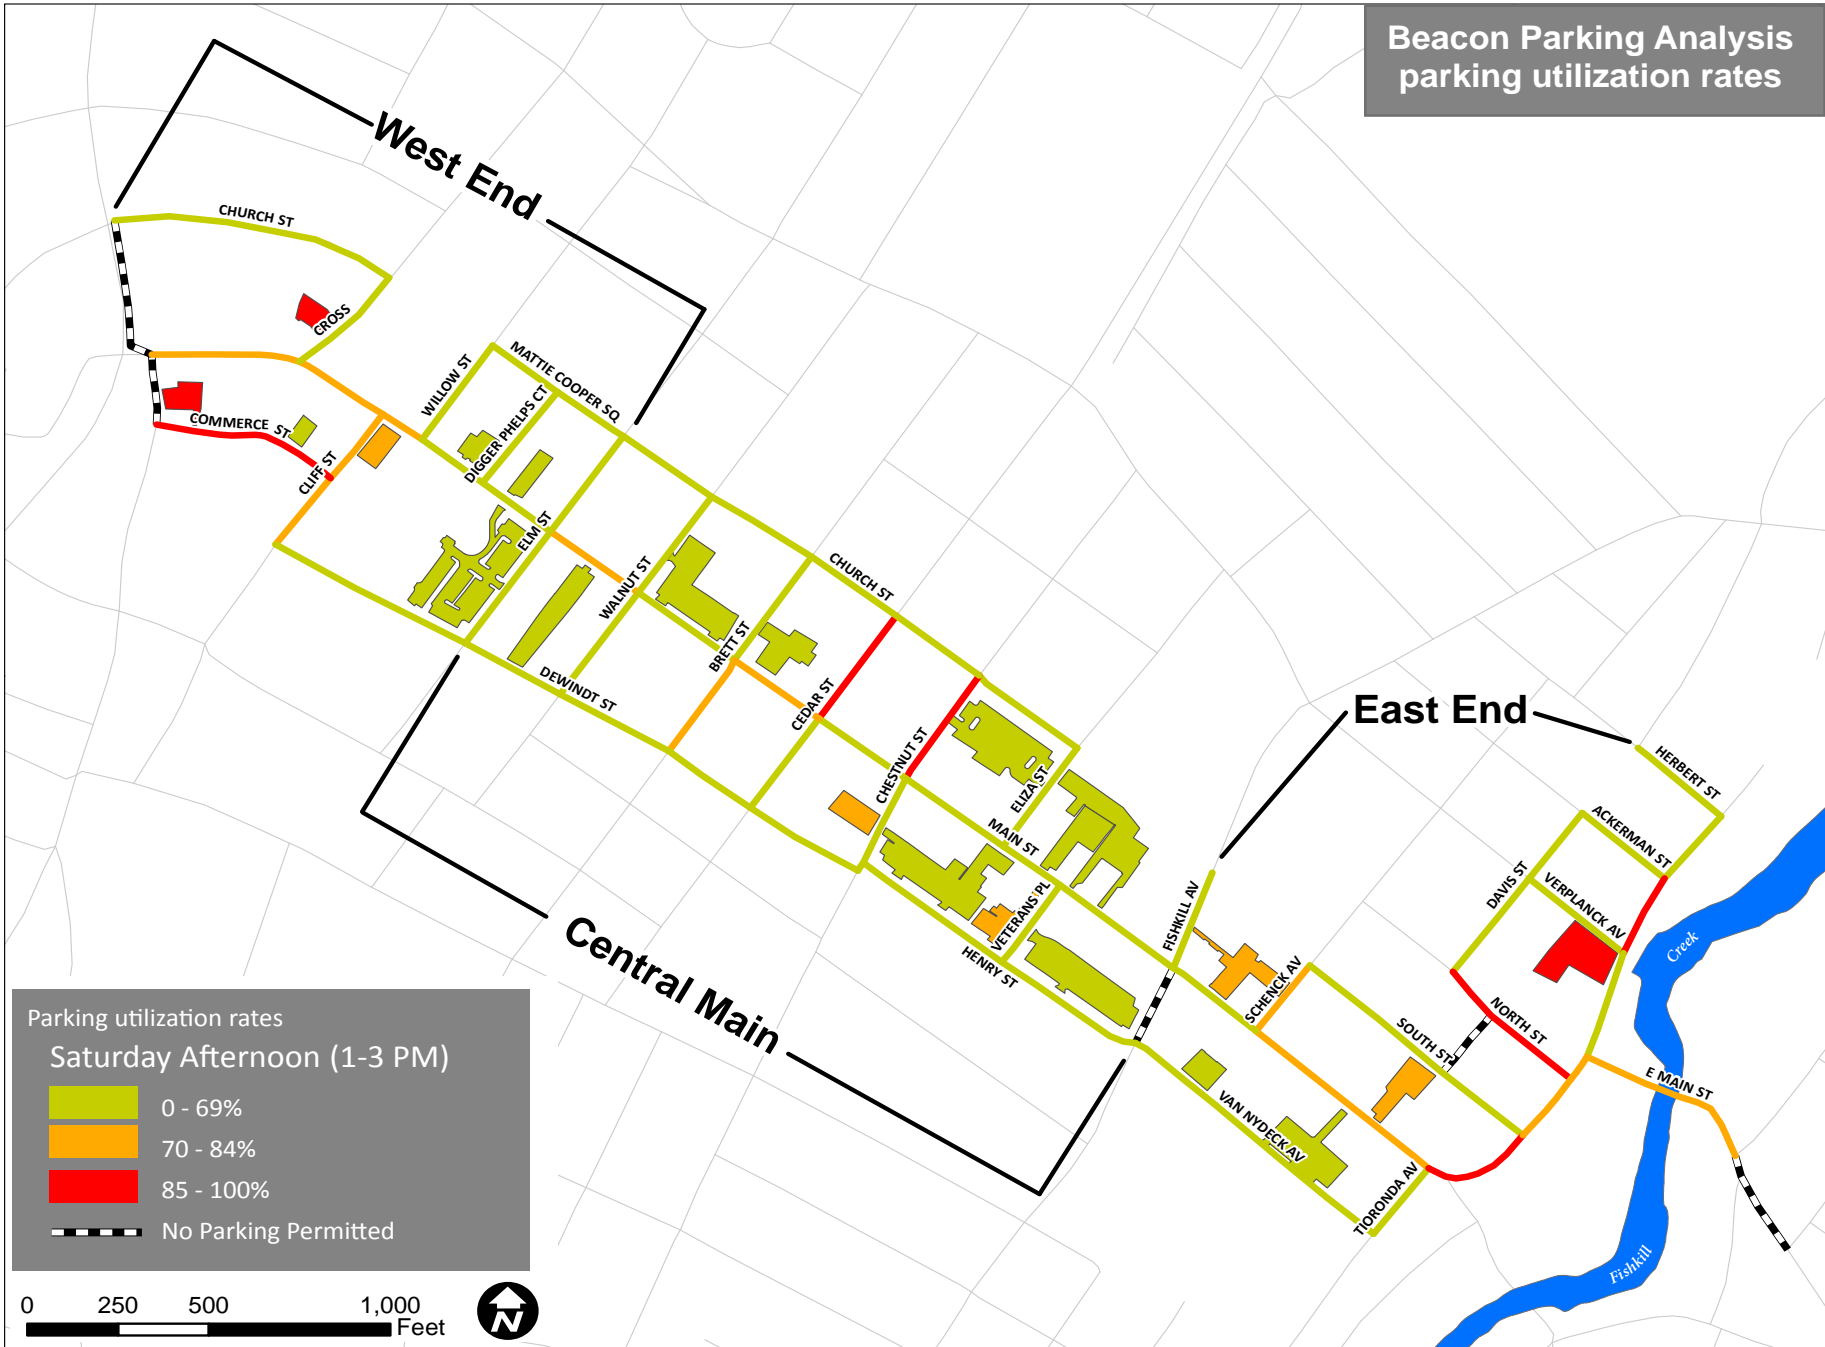 Beacon Parking Analysis
parking utilization rates
West End
CHURCH ST
CROSS
WILLOW ST
MATTIE COOPER SQ
DIGGER PHELPS CT
COMMERCE ST
CLIFF ST
ELM ST
WALNUT ST
CHURCH ST
BRETT ST
DEWINDT ST
CEDAR ST
CHESTNUT ST
ELIZA ST
MAIN ST
East End
HERBERT ST
ACKERMAN ST
DAVIS ST
VERPLANCK AV
VETERANS PL
FISHKILL AV
HENRY ST
Central Main
SCHENCK AV
SOUTH ST
NORTH ST
E MAIN ST
VAN NYDECK AV
TIORONDA AV
Creek
Fishkill
Parking utilization rates
Saturday Afternoon (1-3 PM)
0 - 69%
70 - 84%
85 - 100%
No Parking Permitted
0 250 500 1,000
Feet
N